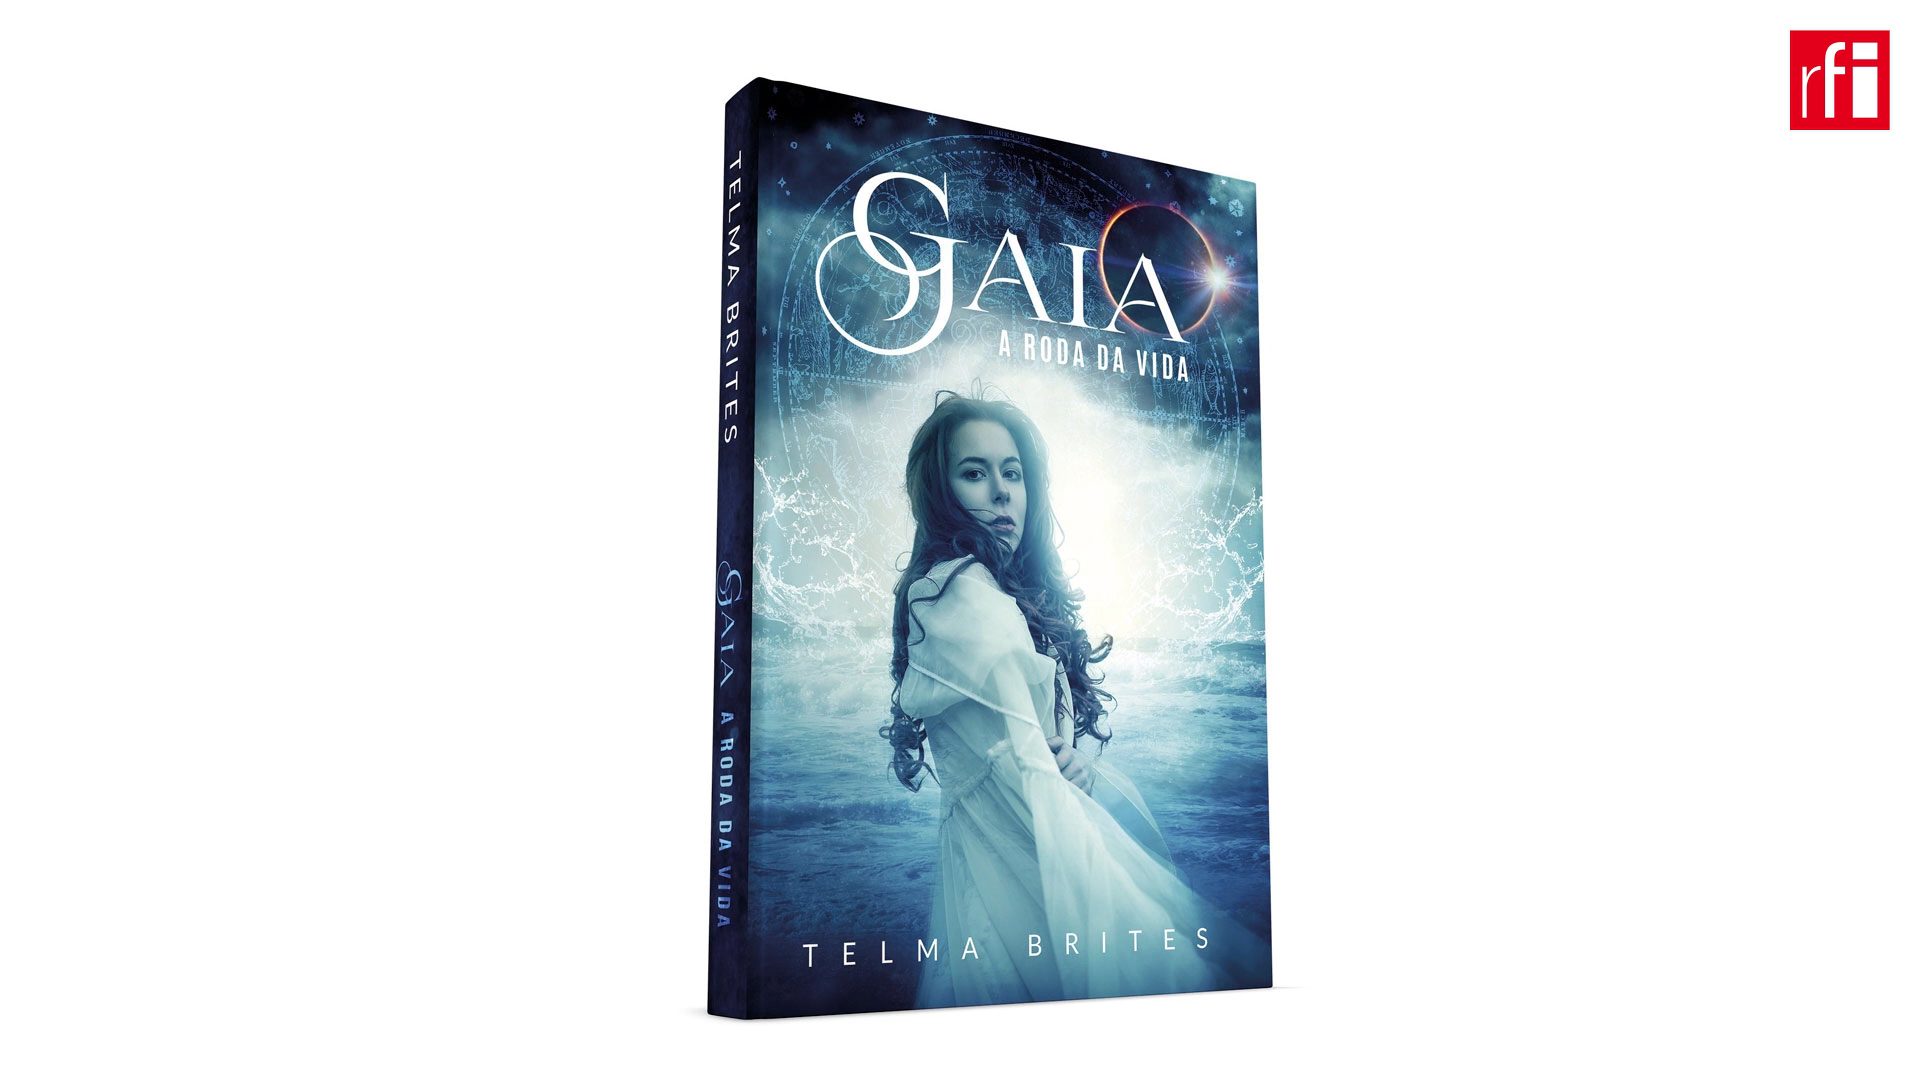 rfi
GAIA
A RODA DA VIDA
TELMA BRITES
TELMA BRITES
GAIA A RODA DA VIDA